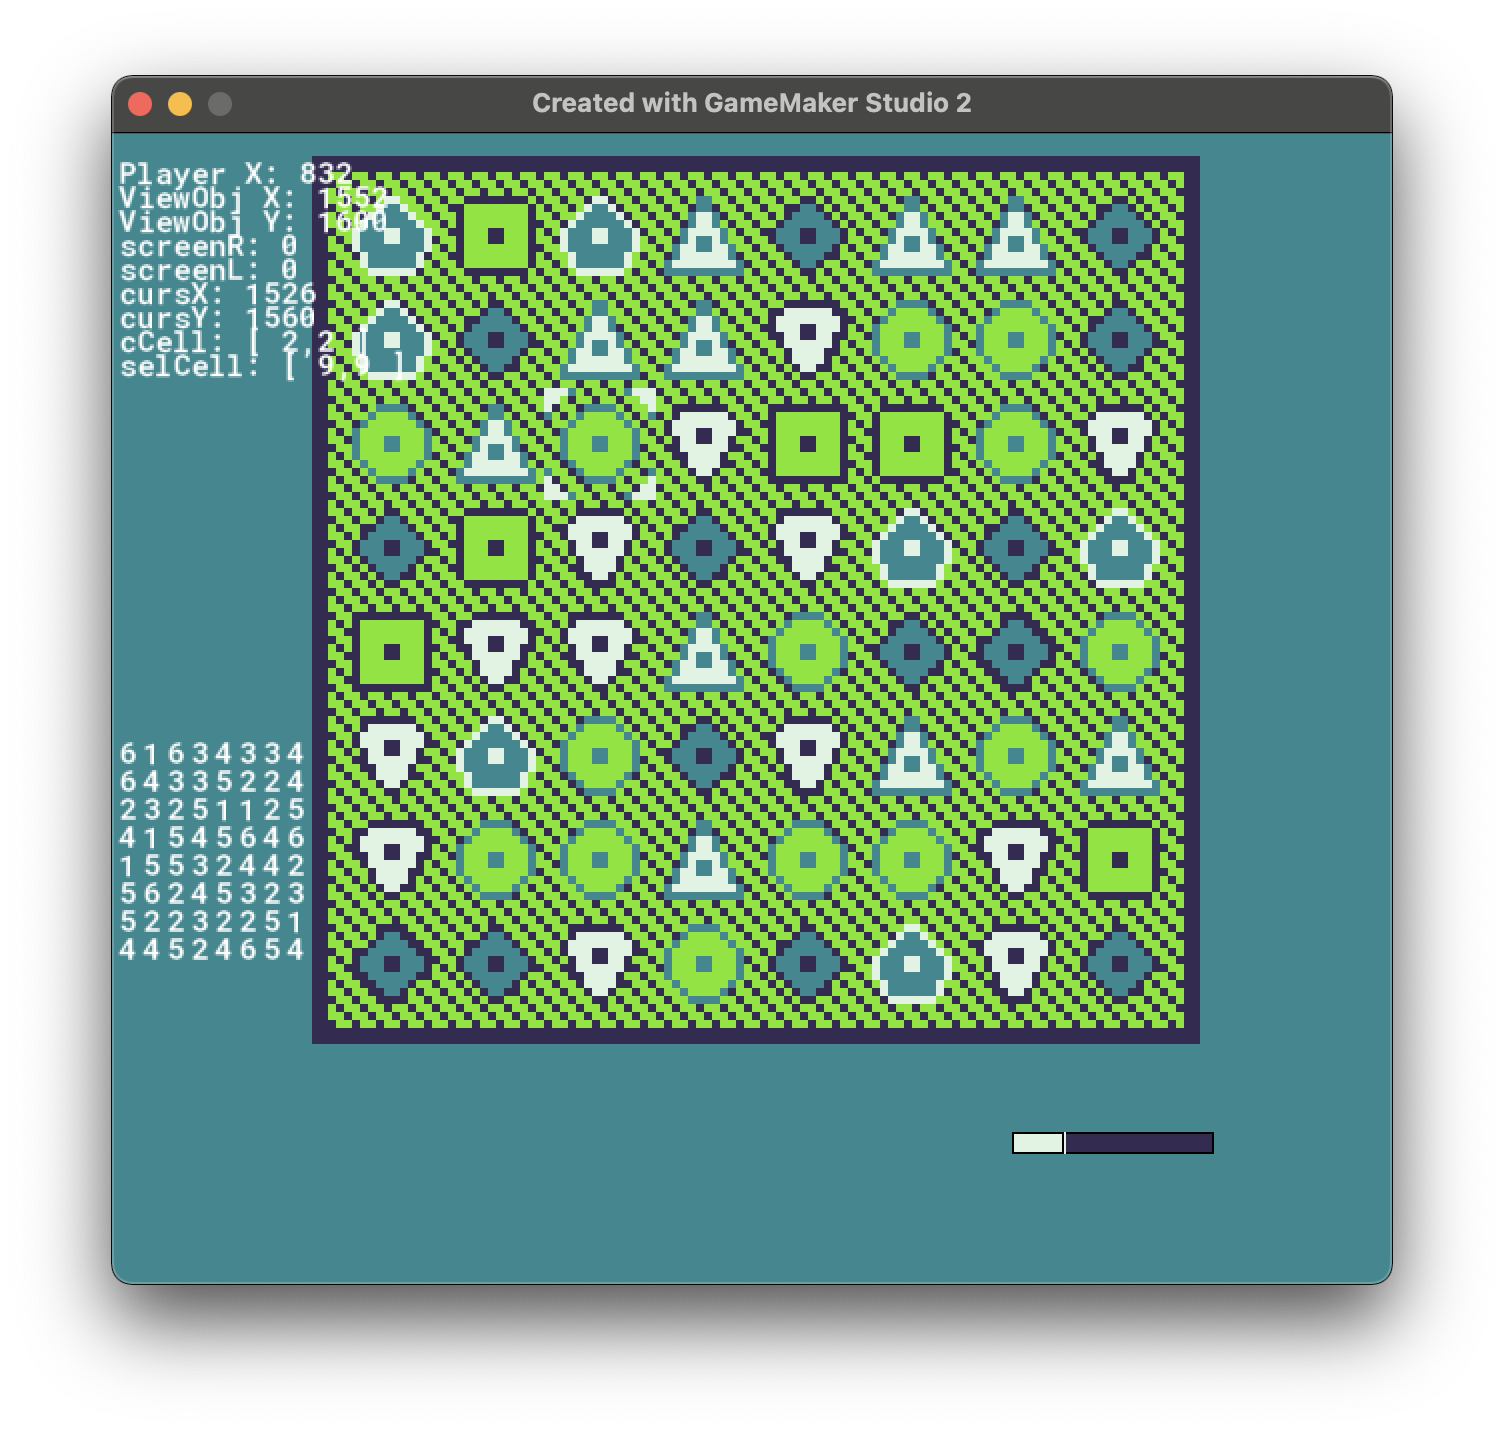 Created with GameMaker Studio 2
Player X: 832
ViewObj X: 1552
ViewObj Y: 1600
screenR: 0
screenL: 0
cursX: 1526
cursY: 1560
cCell: [ 2,2 ]
selCell: [ 9,9 ]
6 1 6 3 4 3 3 4
6 4 3 3 5 2 2 4
2 3 2 5 1 1 2 5
4 1 5 4 5 6 4 6
1 5 5 3 2 4 4 2
5 6 2 4 5 3 2 3
5 2 2 3 2 2 5 1
4 4 5 2 4 6 5 4